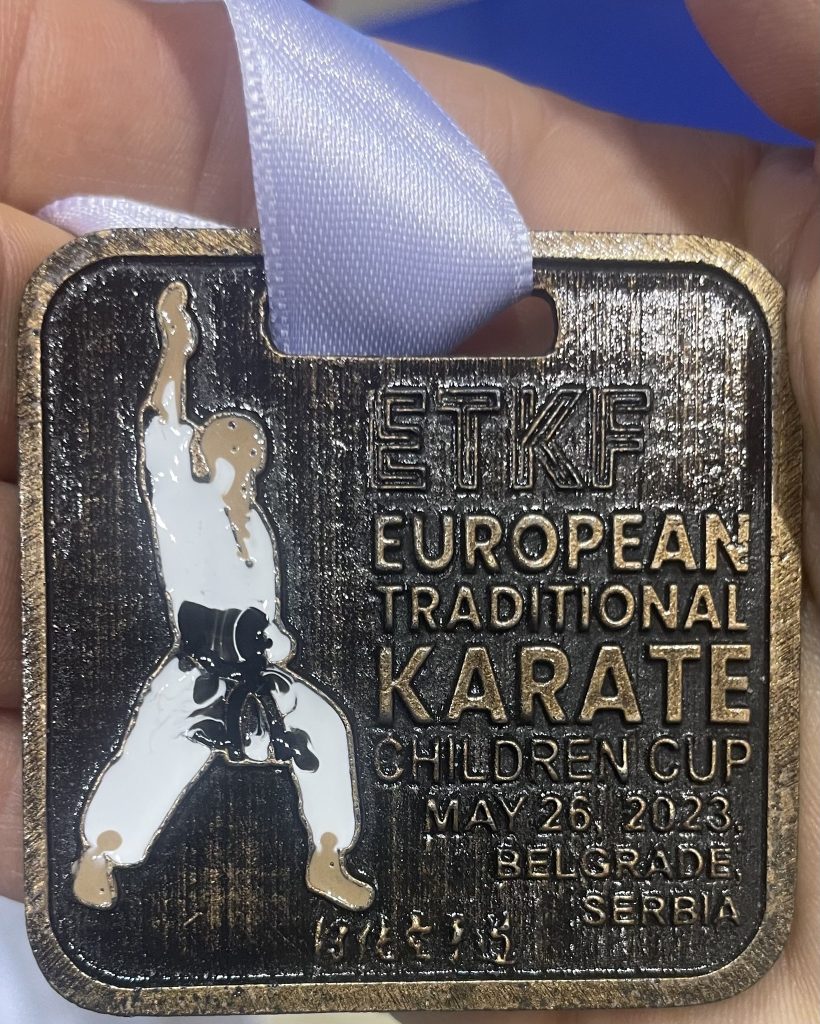 ETKF
EUROPEAN
TRADITIONAL
KARATE
CHILDREN CUP
MAY 26, 2023.
BELGRADE,
SERBIA